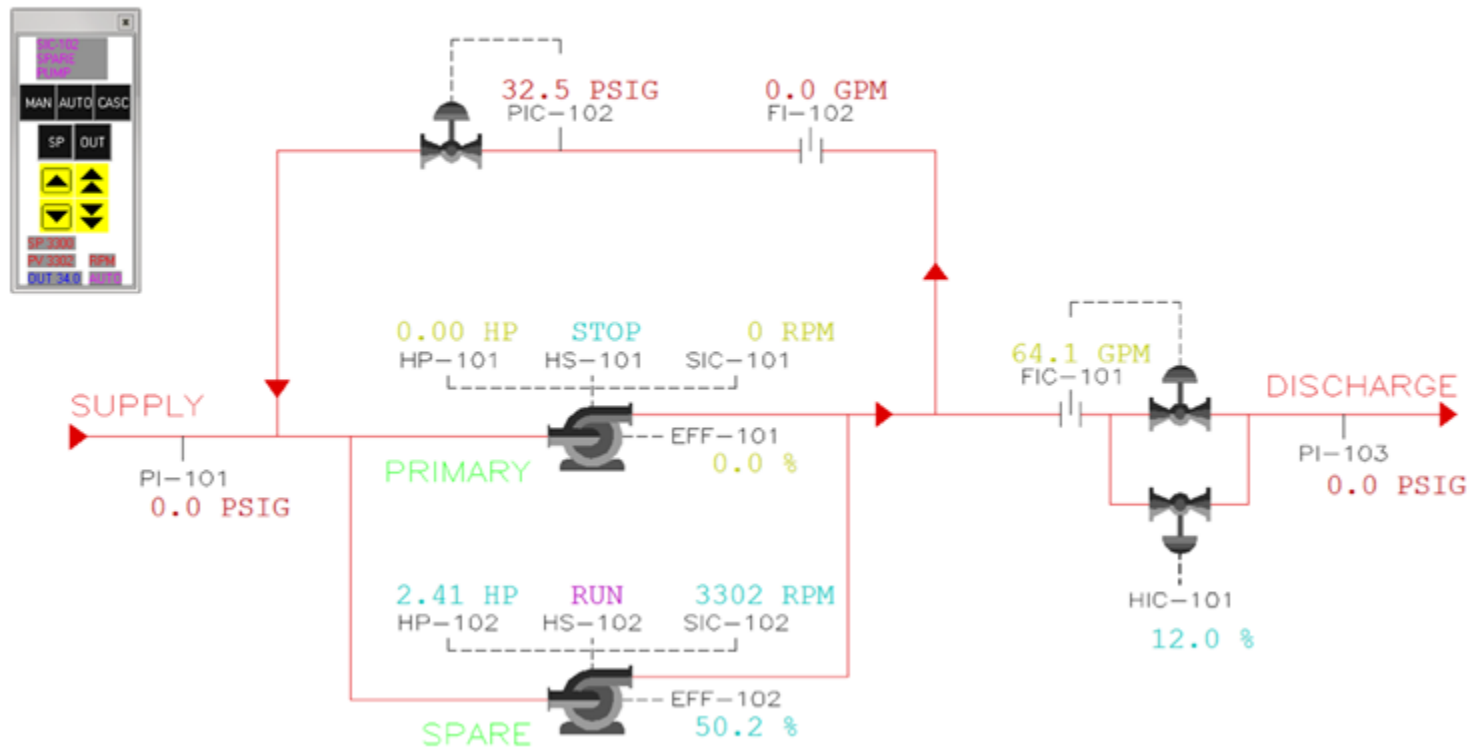 SIC-102
SPARE
PUMP
MAN AUTO CASC
SP OUT
SP 3300
PV 3302 RPM
OUT 34.0 AUTO
32.5 PSIG
PIC-102
0.0 GPM
FI-102
0.00 HP STOP 0 RPM
HP-101 HS-101 SIC-101
64.1 GPM
FIC-101
SUPPLY
DISCHARGE
EFF-101
0.0 %
PRIMARY
PI-101
0.0 PSIG
PI-103
0.0 PSIG
2.41 HP RUN 3302 RPM
HP-102 HS-102 SIC-102
HIC-101
12.0 %
EFF-102
50.2 %
SPARE